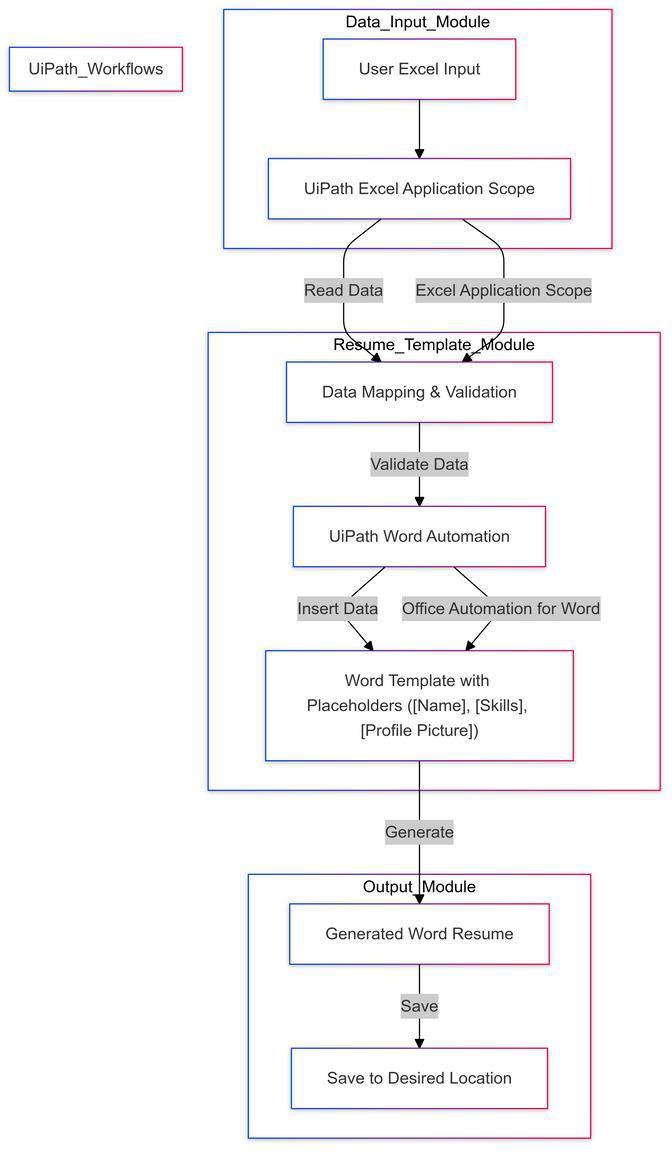 Data_Input_Module
UiPath_Workflows
User Excel Input
UiPath Excel Application Scope
Read Data
Excel Application Scope
Resume_Template_Module
Data Mapping & Validation
Validate Data
UiPath Word Automation
Insert Data
Office Automation for Word
Word Template with
Placeholders ([Name], [Skills],
[Profile Picture])
Generate
Output_Module
Generated Word Resume
Save
Save to Desired Location